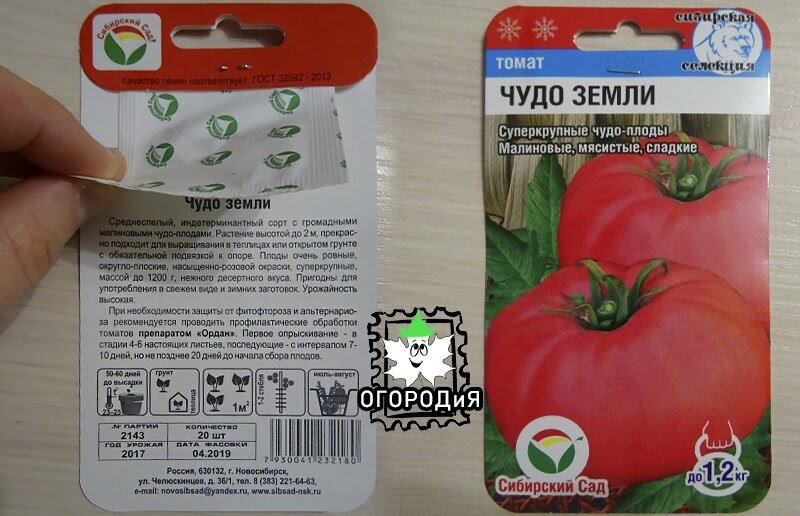 Сибирский Сад
Качество семян соответствует ГОСТ 32592 - 2013
Чудо земли
Среднеспелый, индетерминантный сорт с громадными
малиновыми чудо-плодами. Растение высотой до 2 м, прекрас-
но подходит для выращивания в теплицах или открытом грунте
с обязательной подвязкой к опоре. Плоды очень ровные,
округло-плоские, насыщенно-розовой окраски, суперкрупные,
массой до 1200 г, нежного десертного вкуса. Пригодны для
употребления в свежем виде и зимних заготовок. Урожайность
высокая.
При необходимости защиты от фитофтороза и альтернарио-
за рекомендуется проводить профилактические обработки
томатов препаратом «Ордан». Первое опрыскивание - в
стадии 4-6 настоящих листьев, последующие - с интервалом 7-
10 дней, но не позднее 20 дней до начала сбора плодов.
50-60 дней
до высадки
23-25
грунт
теплица
1м²
1-2 стебля
июль-август
№ ПАРТИИ
КОЛИЧЕСТВО
2143
20 шт
ГОД УРОЖАЯ
ДАТА ФАСОВКИ
2017
04.2019
7 930041 232180
Россия, 630132, г. Новосибирск,
ул. Челюскинцев, д. 36/1, тел. 8 (383) 221-64-63,
e-mail: novosibsad@yandex.ru, www.sibsad-nsk.ru
ОГОРОДиЯ
сибирская
селекция
ТОМАТ
ЧУДО ЗЕМЛИ
Суперкрупные чудо-плоды
Малиновые, мясистые, сладкие
Сибирский Сад
до 1,2 кг